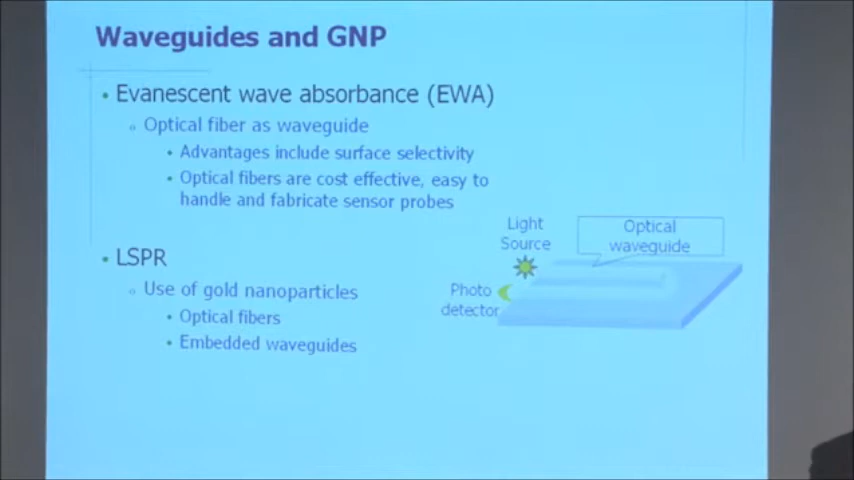 Waveguides and GNP
• Evanescent wave absorbance (EWA)
Optical fiber as waveguide
• Advantages include surface selectivity
• Optical fibers are cost effective, easy to
handle and fabricate sensor probes
Light
Source
Optical
waveguide
• LSPR
Use of gold nanoparticles
• Optical fibers
• Embedded waveguides
Photo
detector